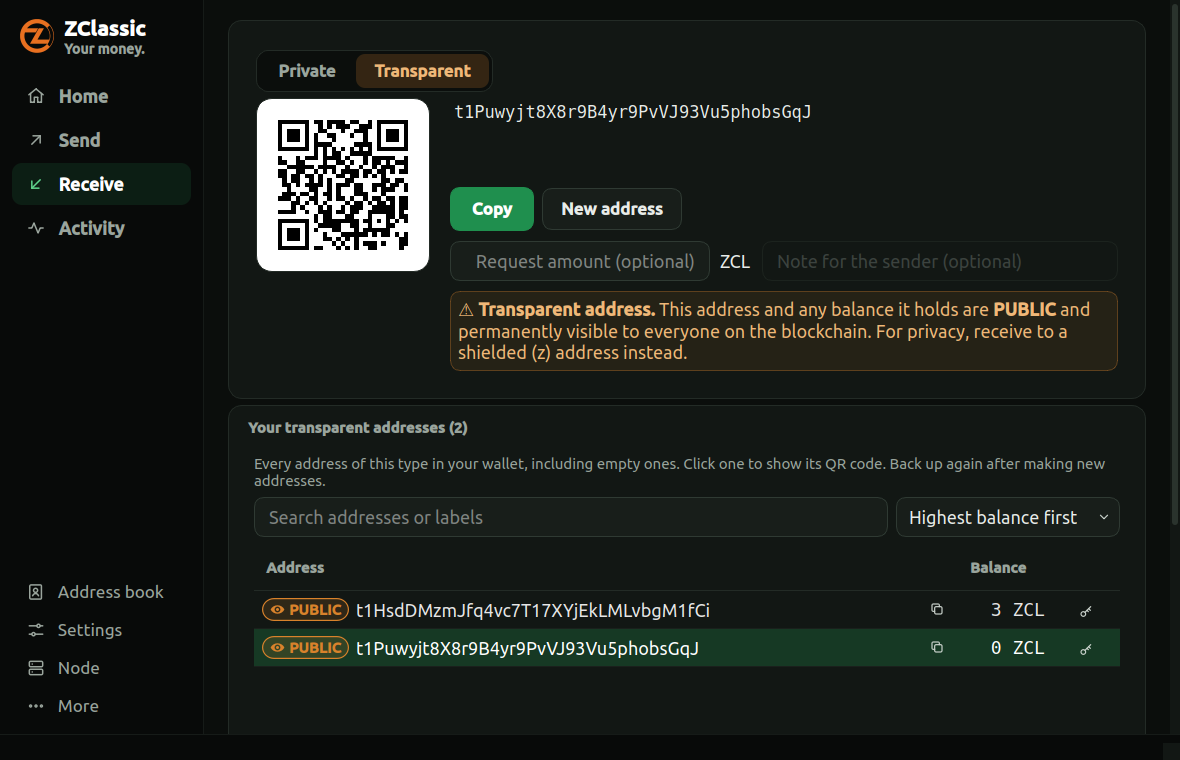 ZClassic
Your money.
Home
Send
Receive
Activity
Address book
Settings
Node
More
Private
Transparent
t1Puwyjt8X8r9B4yr9PvVJ93Vu5phobsGqJ
Copy
New address
Request amount (optional)
ZCL
Note for the sender (optional)
⚠ Transparent address. This address and any balance it holds are PUBLIC and
permanently visible to everyone on the blockchain. For privacy, receive to a
shielded (z) address instead.
Your transparent addresses (2)
Every address of this type in your wallet, including empty ones. Click one to show its QR code. Back up again after making new
addresses.
Search addresses or labels
Highest balance first
Address
Balance
PUBLIC t1HsdDMzmJfq4vc7T17XYjEkLMLvbgM1fCi 3 ZCL
PUBLIC t1Puwyjt8X8r9B4yr9PvVJ93Vu5phobsGqJ 0 ZCL